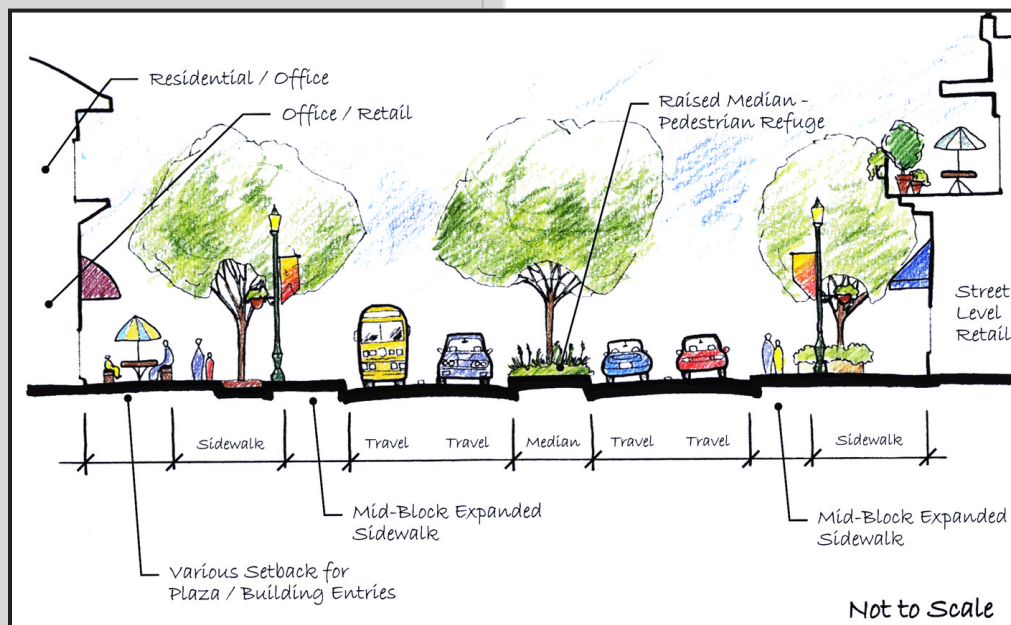 Residential / Office
Office / Retail
Raised Median -
Pedestrian Refuge
Street
Level
Retail
Sidewalk
Travel
Travel
Median
Travel
Travel
Sidewalk
Mid-Block Expanded
Sidewalk
Mid-Block Expanded
Sidewalk
Various Setback for
Plaza / Building Entries
Not to Scale